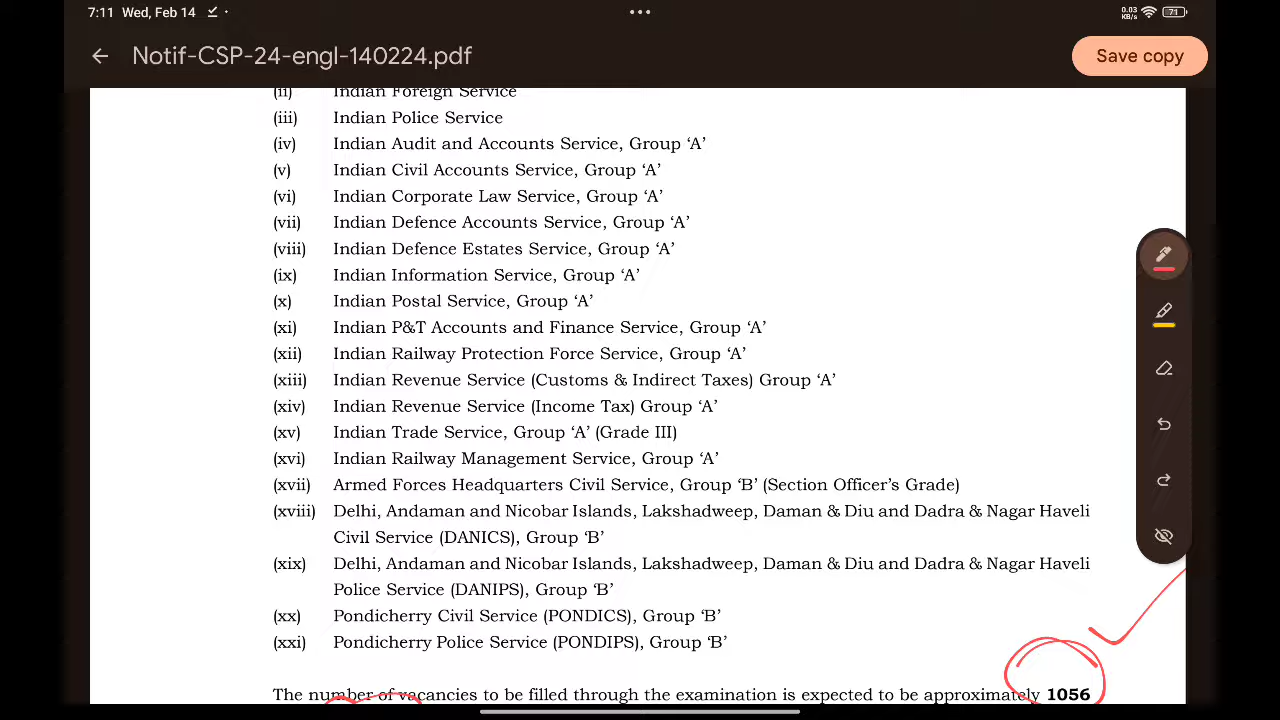 7:11 Wed, Feb 14
0.03
KB/s
71
Notif-CSP-24-engl-140224.pdf
Save copy
(ii) Indian Foreign Service
(iii) Indian Police Service
(iv) Indian Audit and Accounts Service, Group ‘A’
(v) Indian Civil Accounts Service, Group ‘A’
(vi) Indian Corporate Law Service, Group ‘A’
(vii) Indian Defence Accounts Service, Group ‘A’
(viii) Indian Defence Estates Service, Group ‘A’
(ix) Indian Information Service, Group ‘A’
(x) Indian Postal Service, Group ‘A’
(xi) Indian P&T Accounts and Finance Service, Group ‘A’
(xii) Indian Railway Protection Force Service, Group ‘A’
(xiii) Indian Revenue Service (Customs & Indirect Taxes) Group ‘A’
(xiv) Indian Revenue Service (Income Tax) Group ‘A’
(xv) Indian Trade Service, Group ‘A’ (Grade III)
(xvi) Indian Railway Management Service, Group ‘A’
(xvii) Armed Forces Headquarters Civil Service, Group ‘B’ (Section Officer’s Grade)
(xviii) Delhi, Andaman and Nicobar Islands, Lakshadweep, Daman & Diu and Dadra & Nagar Haveli
Civil Service (DANICS), Group ‘B’
(xix) Delhi, Andaman and Nicobar Islands, Lakshadweep, Daman & Diu and Dadra & Nagar Haveli
Police Service (DANIPS), Group ‘B’
(xx) Pondicherry Civil Service (PONDICS), Group ‘B’
(xxi) Pondicherry Police Service (PONDIPS), Group ‘B’
The number of vacancies to be filled through the examination is expected to be approximately 1056